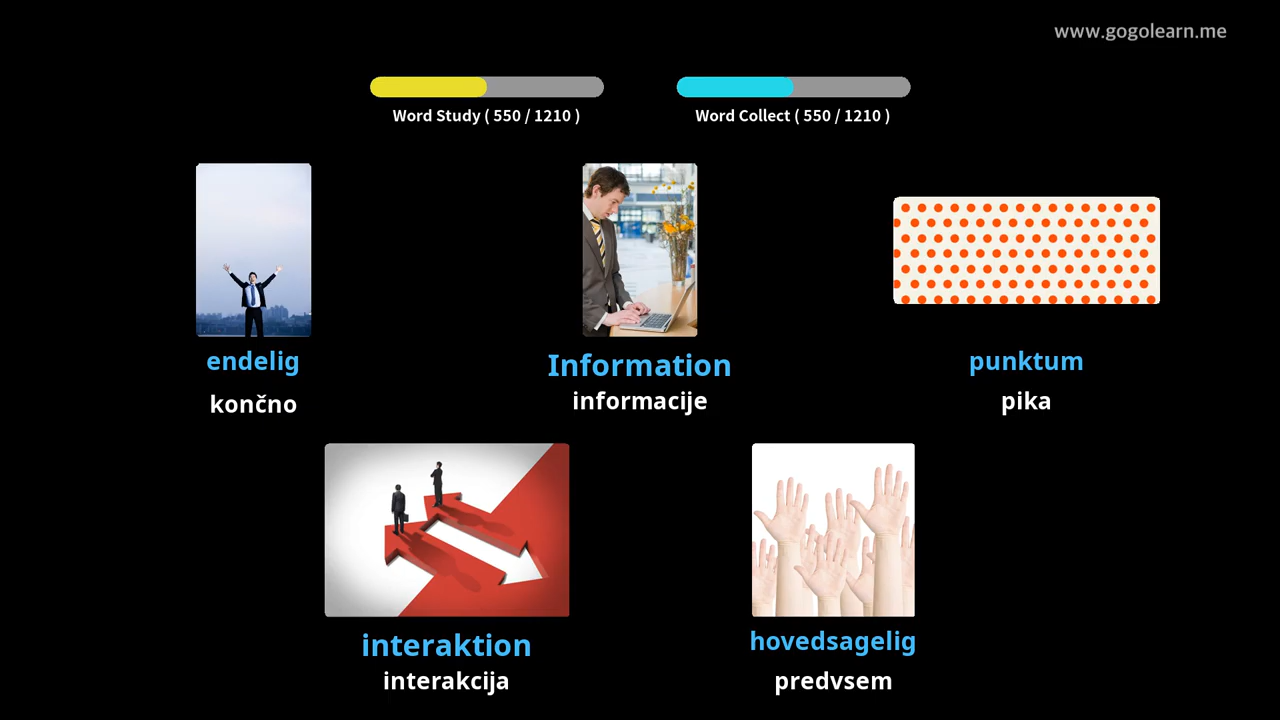 www.gogolearn.me
Word Study ( 550 / 1210 )
Word Collect ( 550 / 1210 )
endelig
končno
Information
informacije
punktum
pika
interaktion
interakcija
hovedsagelig
predvsem